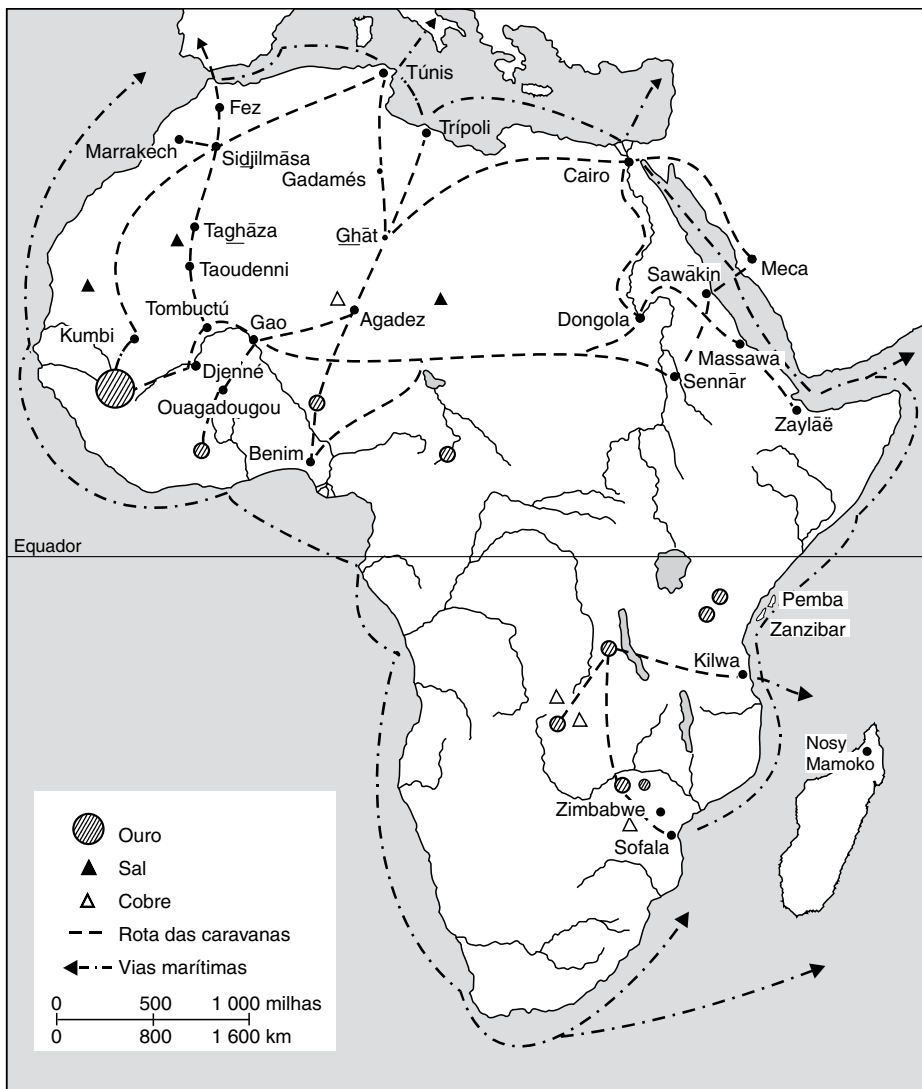 Túnis
Fez
Trípoli
Marrakech
Sidjilmāsa
Cairo
Gadamés
Taghāza
Ghāt
Meca
Sawākin
Taoudenni
Tombuctú
Gao
Agadez
Dongola
Kumbi
Massawa
Djenné
Sennār
Ouagadougou
Zaylāë
Benim
Equador
Pemba
Zanzibar
Kilwa
Nosy
Mamoko
Zimbabwe
Sofala
Ouro
Sal
Cobre
Rota das caravanas
Vias marítimas
0 500 1 000 milhas
0 800 1 600 km